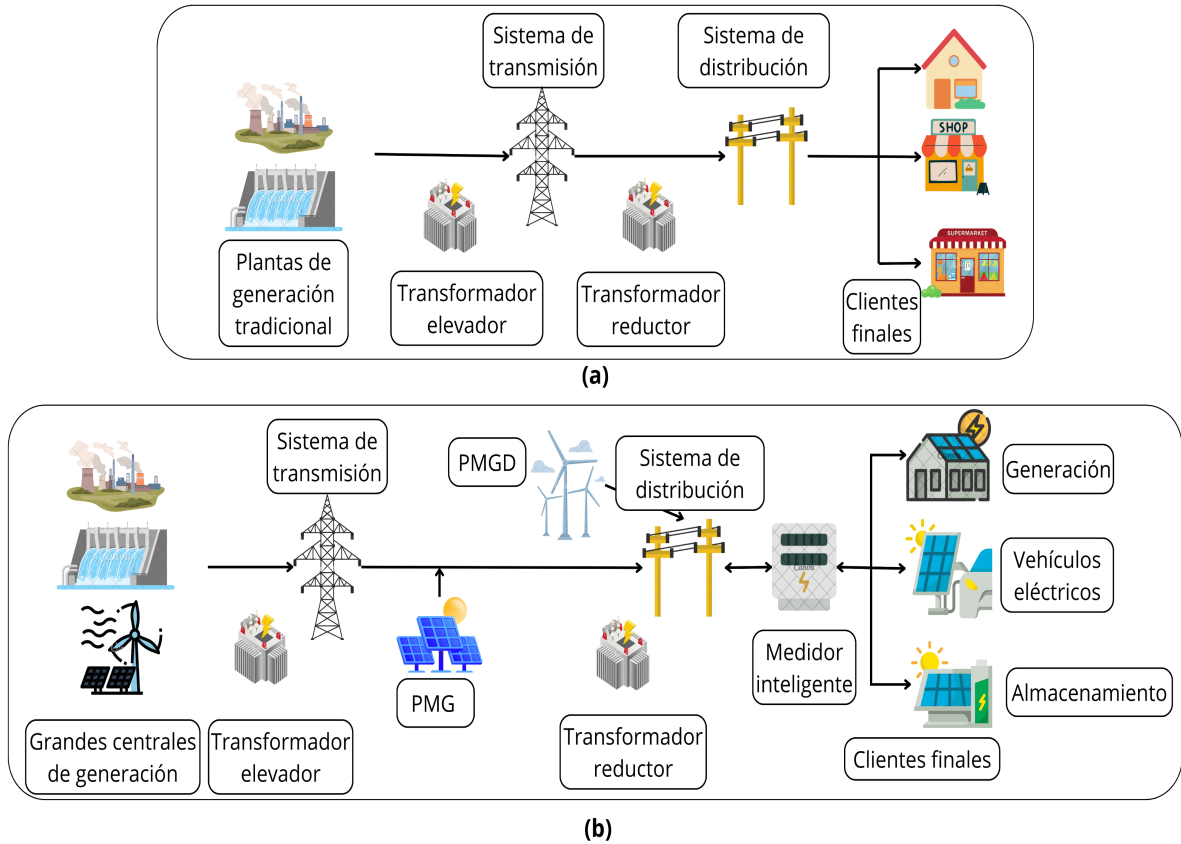 Sistema de
transmisión
Sistema de
distribución
SHOP
SUPERMARKET
Plantas de
generación
tradicional
Transformador
elevador
Transformador
reductor
Clientes
finales
(a)
Sistema de
transmisión
PMGD
Sistema de
distribución
Generación
Canva
Vehículos
eléctricos
Medidor
inteligente
PMG
Almacenamiento
Grandes centrales
de generación
Transformador
elevador
Transformador
reductor
Clientes finales
(b)